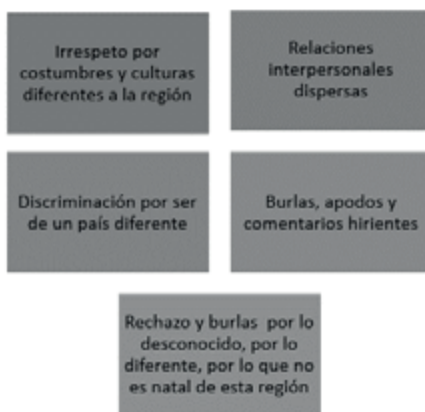 Irrespeto por
costumbres y culturas
diferentes a la región
Relaciones
interpersonales
dispersas
Discriminación por ser
de un país diferente
Burlas, apodos y
comentarios hirientes
Rechazo y burlas por lo
desconocido, por lo
diferente, por lo que no
es natal de esta región